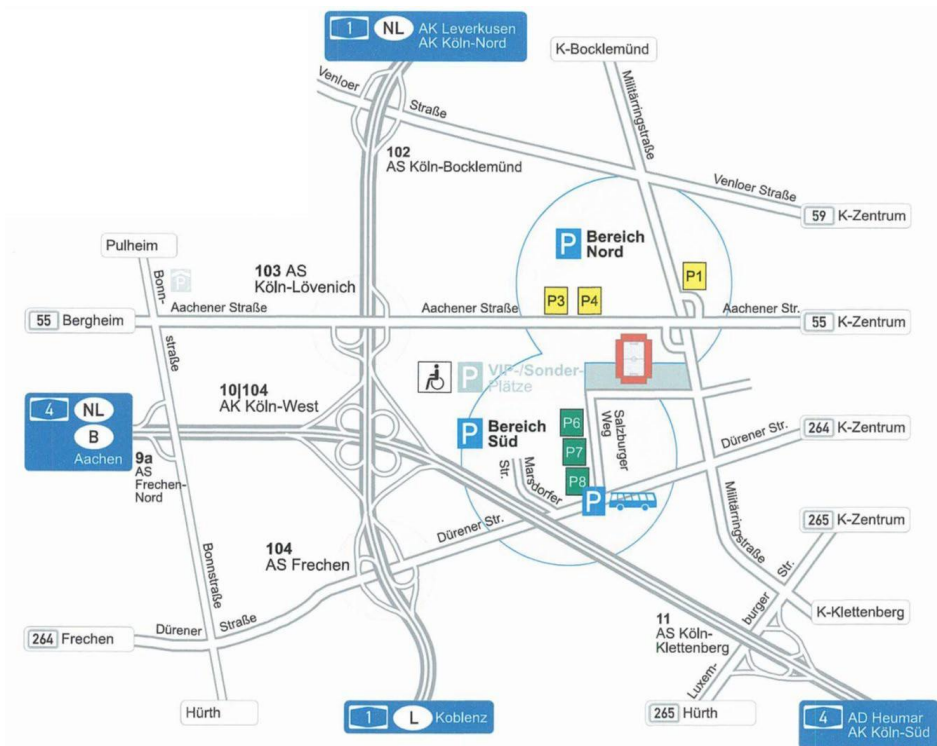 1 NL AK Leverkusen
AK Köln-Nord
K-Bocklemünd
Venloer
Straße
Militärringstraße
102
AS Köln-Bocklemünd
Venloer Straße
59 K-Zentrum
Pulheim
P Bereich
Nord
Bonn-
straße
P
103 AS
Köln-Lövenich
P1
P3 P4
Aachener Straße
Aachener Straße
Aachener Str.
55 Bergheim
55 K-Zentrum
P VIP-/Sonder-
Plätze
10|104
AK Köln-West
4 NL
B
Aachen
P Bereich
Süd
P6
P7
P8
Salzburger
Weg
Dürener Str.
264 K-Zentrum
9a
AS
Frechen-
Nord
Marsdorfer
Str.
P
Militärringstraße
265 K-Zentrum
Dürener Str.
104
AS Frechen
Bonnstraße
Luxem-
burger
Str.
K-Klettenberg
11
AS Köln-
Klettenberg
264 Frechen
Dürener
Straße
Hürth
1 L Koblenz
265 Hürth
4 AD Heumar
AK Köln-Süd